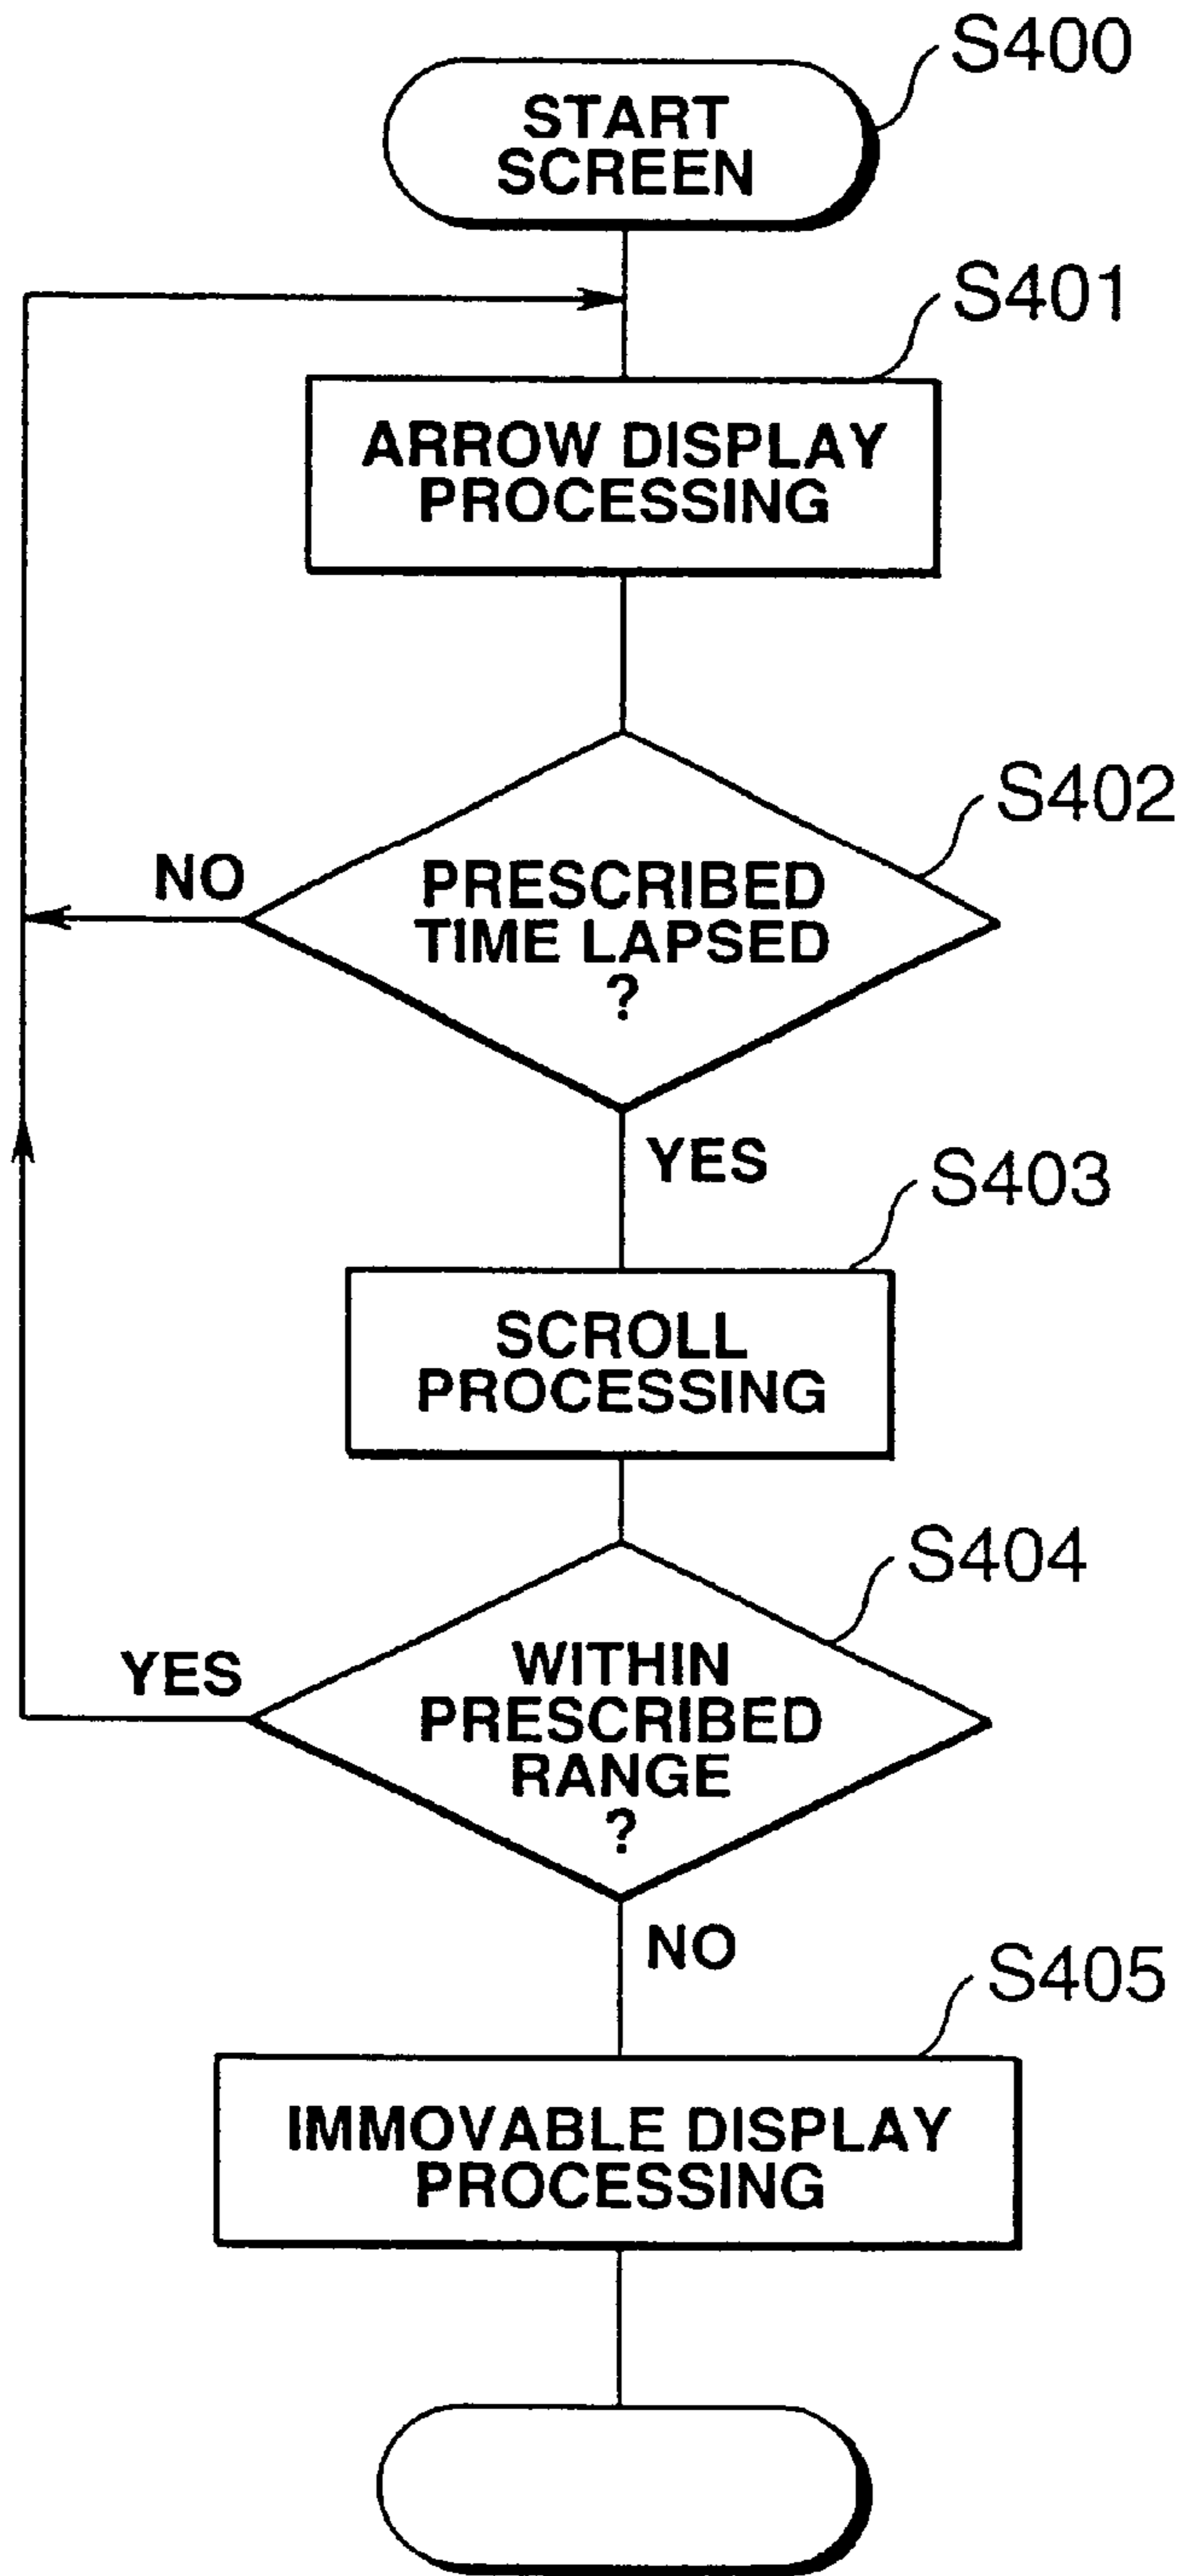 S400
START
SCREEN
S401
ARROW DISPLAY
PROCESSING
S402
NO
PRESCRIBED
TIME LAPSED
?
YES
S403
SCROLL
PROCESSING
S404
YES
WITHIN
PRESCRIBED
RANGE
?
NO
S405
IMMOVABLE DISPLAY
PROCESSING